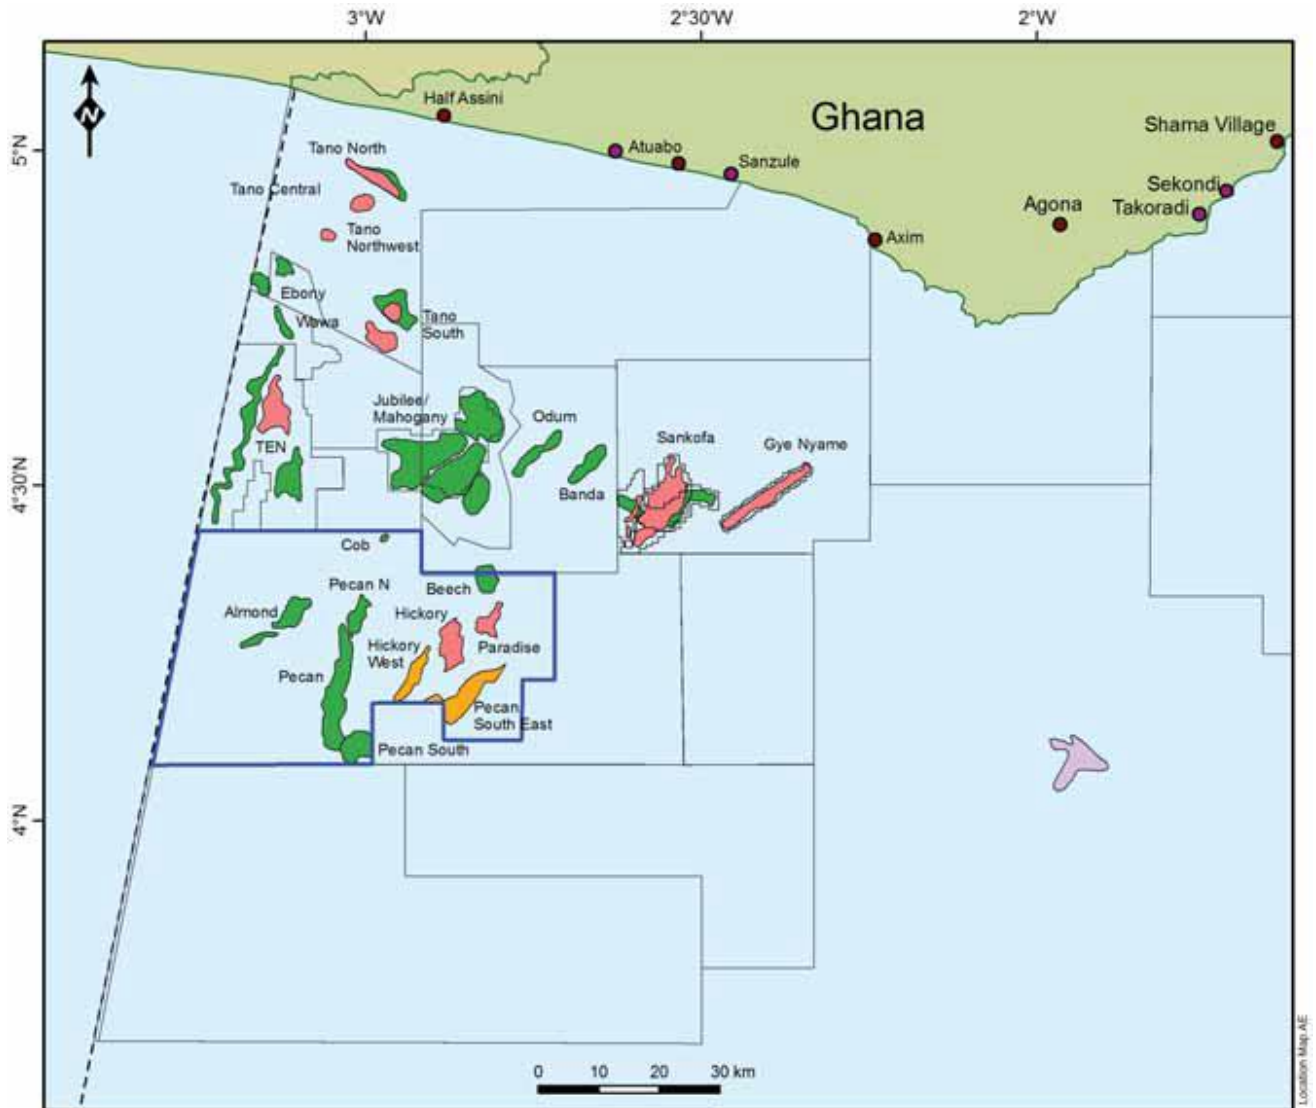 3°W
2°30'W
2°W
N
5°N
4°30'N
4°N
Ghana
Half Assini
Atuabo
Sanzule
Axim
Agona
Shama Village
Sekondi
Takoradi
Tano North
Tano Central
Tano
Northwest
Ebony
Wawa
Tano
South
TEN
Jubilee/
Mahogany
Odum
Banda
Sankofa
Gye Nyame
Cob
Pecan N
Beech
Almond
Hickory
Hickory
West
Paradise
Pecan
Pecan
South East
Pecan South
0 10 20 30 km
Location Map.AE